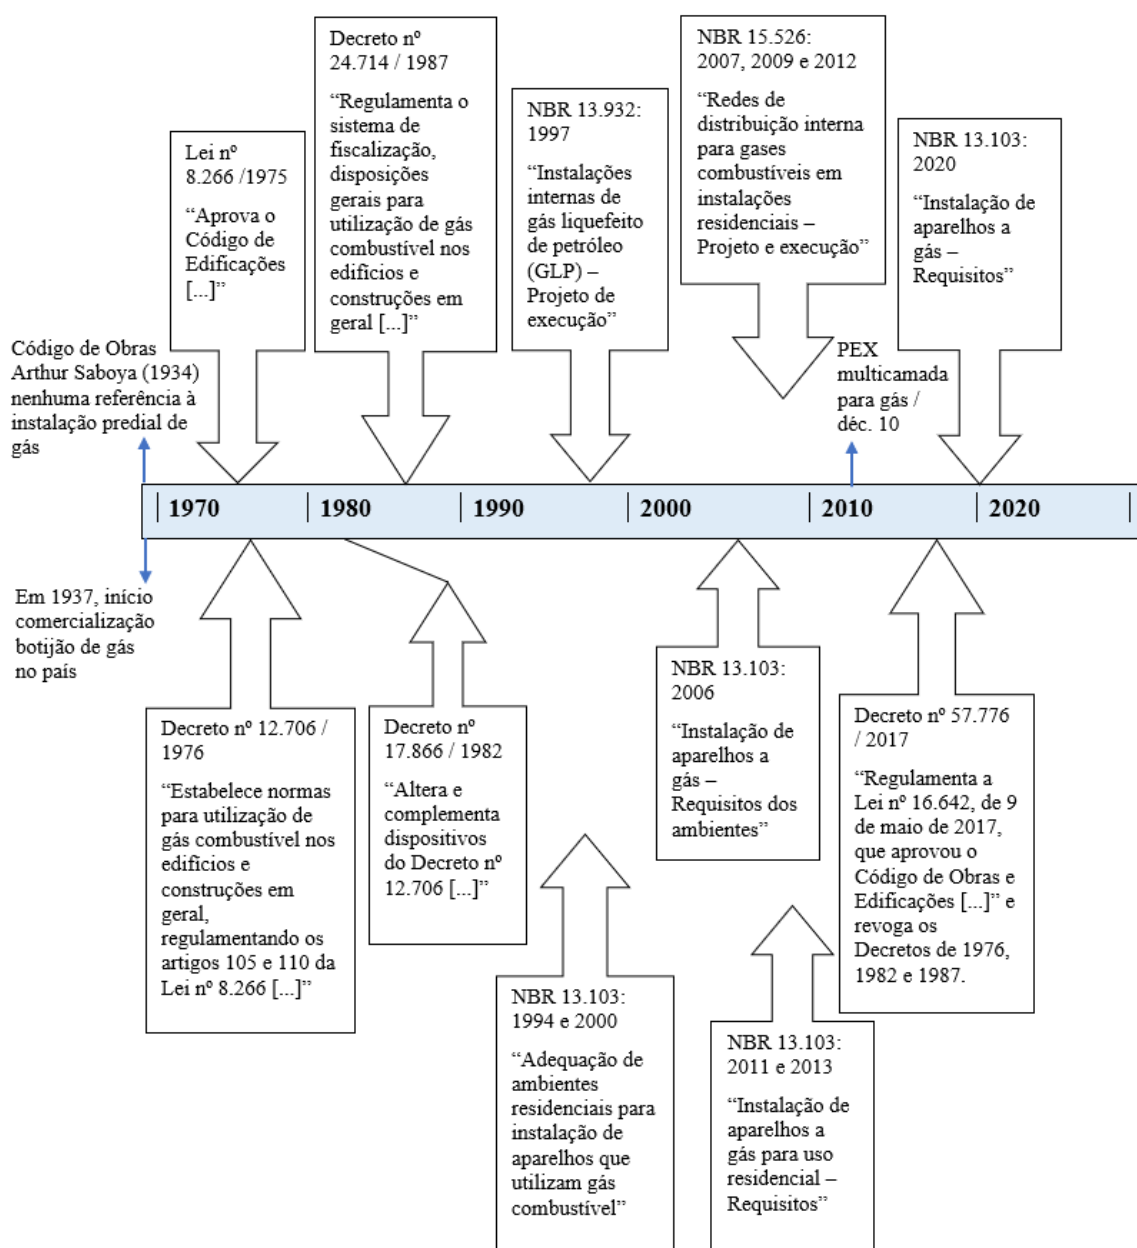 Decreto nº
24.714 / 1987
“Regulamenta o
sistema de
fiscalização,
disposições
gerais para
utilização de gás
combustível nos
edifícios e
construções em
geral [...]”
NBR 15.526:
2007, 2009 e 2012
“Redes de
distribuição interna
para gases
combustíveis em
instalações
residenciais –
Projeto e execução”
NBR 13.932:
1997
“Instalações
internas de
gás liquefeito
de petróleo
(GLP) –
Projeto de
execução”
Lei nº
8.266 /1975
“Aprova o
Código de
Edificações
[...]”
NBR 13.103:
2020
“Instalação de
aparelhos a
gás –
Requisitos”
Código de Obras
Arthur Saboya (1934)
nenhuma referência à
instalação predial de
gás
PEX
multicamada
para gás /
déc. 10
1970
1980
1990
2000
2010
2020
Em 1937, início
comercialização
botijão de gás
no país
Decreto nº 12.706 /
1976
“Estabelece normas
para utilização de
gás combustível nos
edifícios e
construções em
geral,
regulamentando os
artigos 105 e 110 da
Lei nº 8.266 [...]”
Decreto nº
17.866 / 1982
“Altera e
complementa
dispositivos
do Decreto nº
12.706 [...]”
NBR 13.103:
1994 e 2000
“Adequação de
ambientes
residenciais para
instalação de
aparelhos que
utilizam gás
combustível”
NBR 13.103:
2006
“Instalação de
aparelhos a
gás –
Requisitos dos
ambientes”
NBR 13.103:
2011 e 2013
“Instalação de
aparelhos a
gás para uso
residencial –
Requisitos”
Decreto nº 57.776
/ 2017
“Regulamenta a
Lei nº 16.642, de 9
de maio de 2017,
que aprovou o
Código de Obras e
Edificações [...]” e
revoga os
Decretos de 1976,
1982 e 1987.